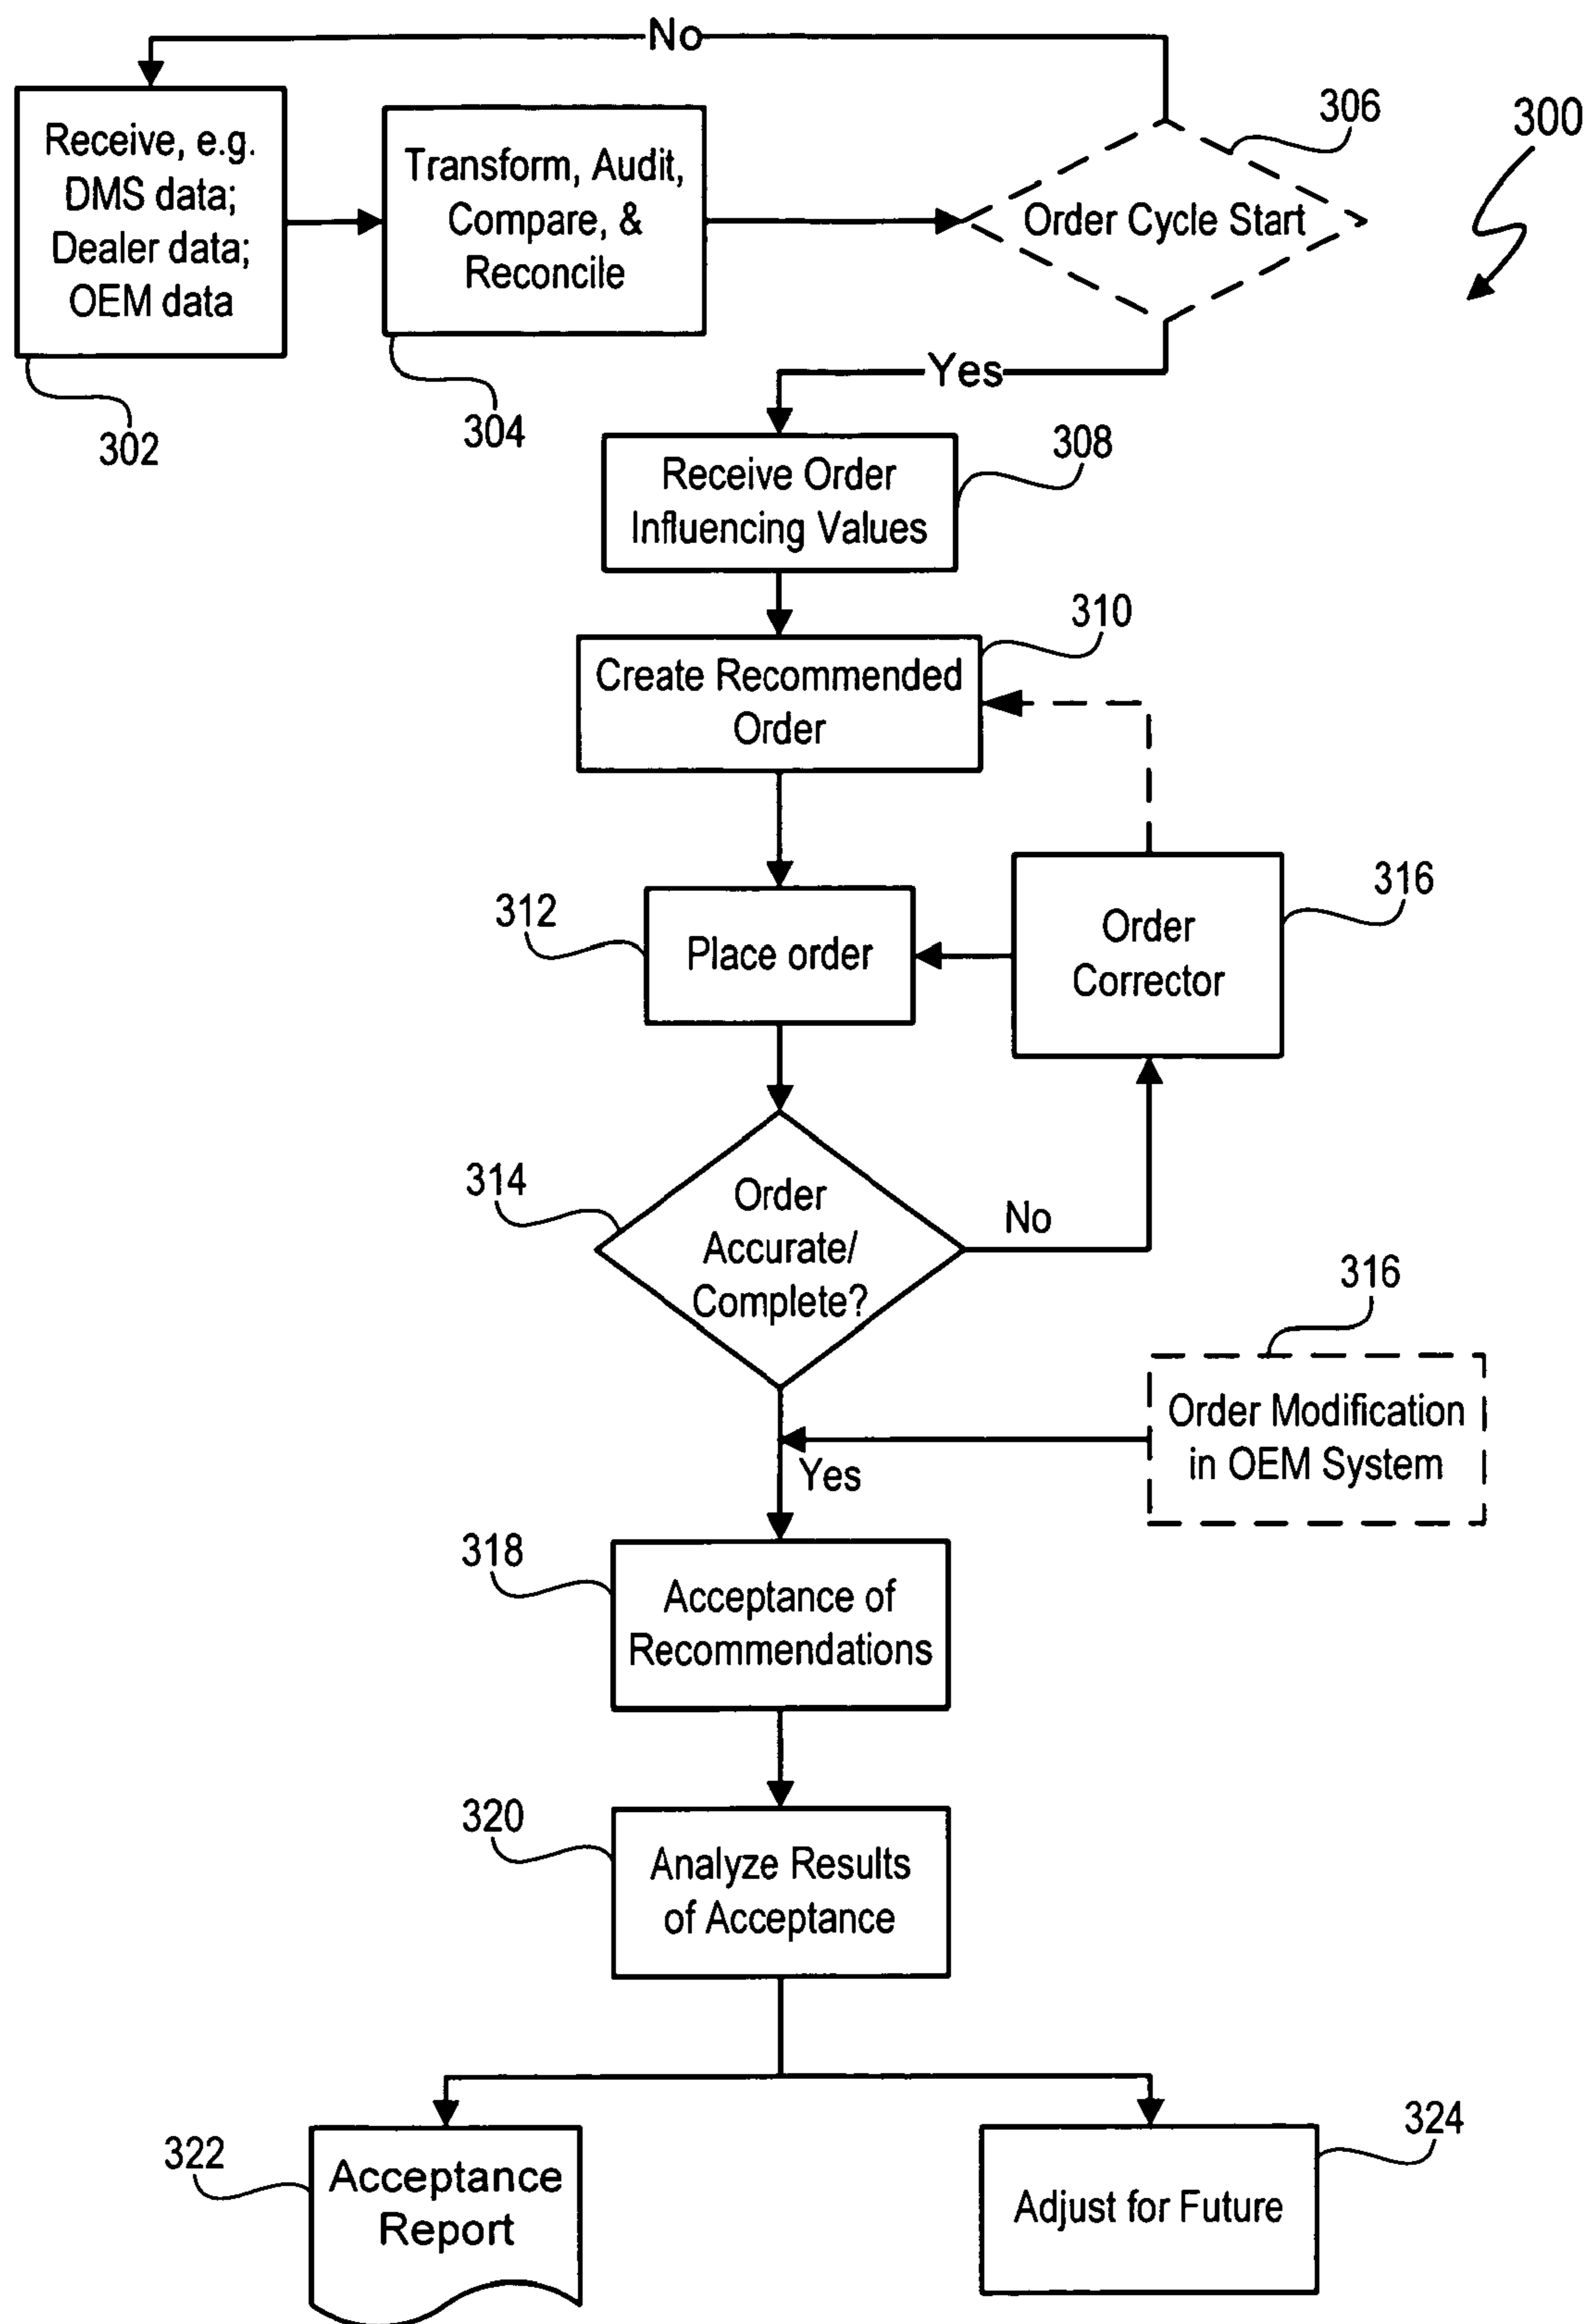 No
Receive, e.g.
DMS data;
Dealer data;
OEM data
302
Transform, Audit,
Compare, &
Reconcile
304
Order Cycle Start
306
300
Yes
Receive Order
Influencing Values
308
Create Recommended
Order
310
Place order
312
Order
Corrector
316
Order
Accurate/
Complete?
314
No
316
Order Modification
in OEM System
Yes
Acceptance of
Recommendations
318
Analyze Results
of Acceptance
320
Acceptance
Report
322
Adjust for Future
324